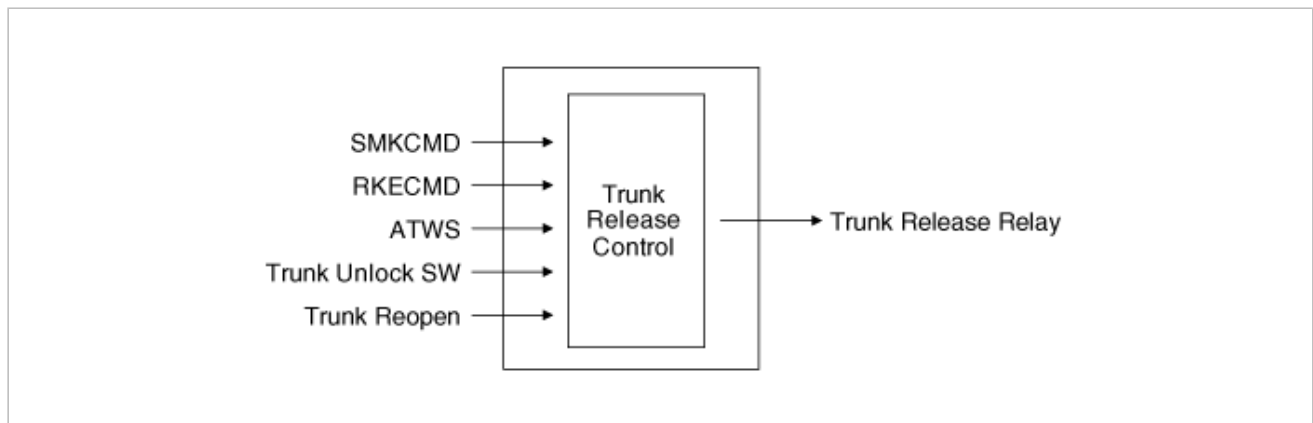 SMKCMD
RKECMD
ATWS
Trunk Unlock SW
Trunk Reopen
Trunk
Release
Control
Trunk Release Relay